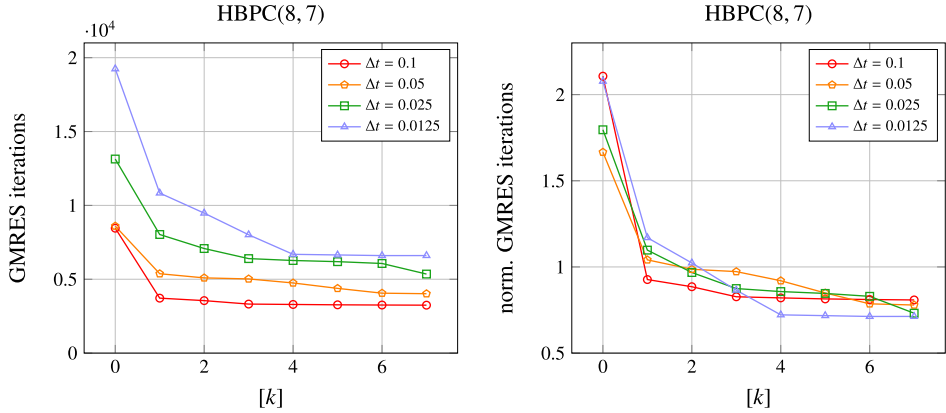 HBPC(8, 7)
·10⁴
2
1.5
1
0.5
0
0
2
4
6
[k]
GMRES iterations
Δt = 0.1
Δt = 0.05
Δt = 0.025
Δt = 0.0125
HBPC(8, 7)
2
1.5
1
0.5
0
2
4
6
[k]
norm. GMRES iterations
Δt = 0.1
Δt = 0.05
Δt = 0.025
Δt = 0.0125